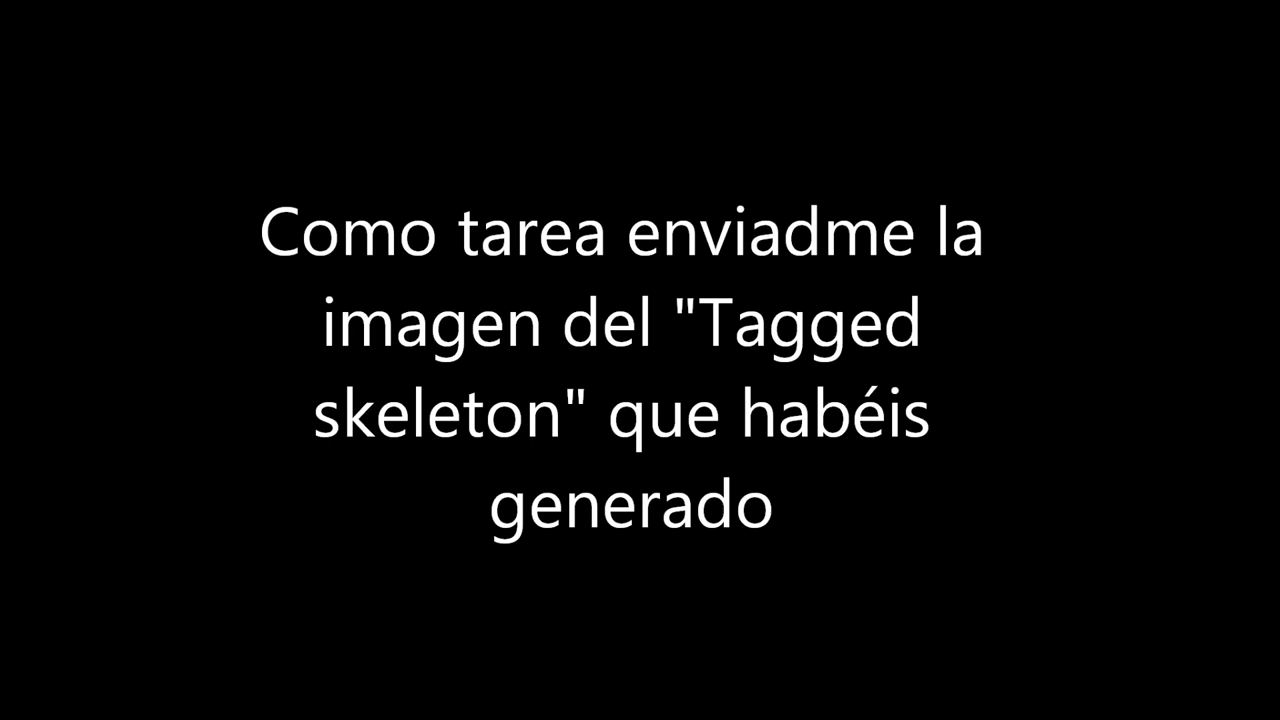 Como tarea enviadme la
imagen del "Tagged
skeleton" que habéis
generado